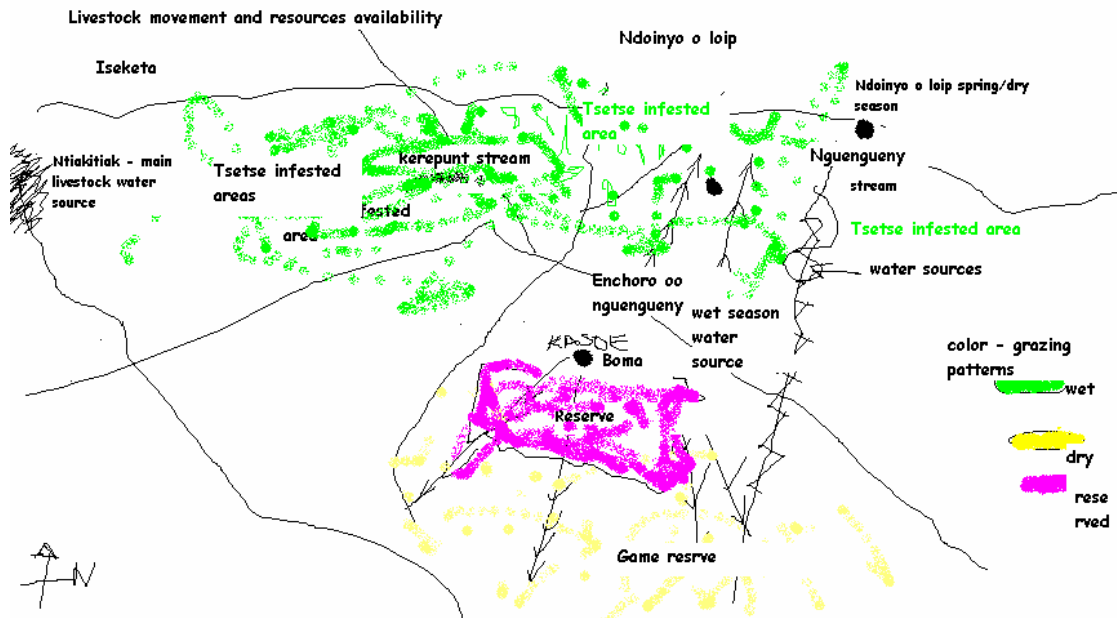 Livestock movement and resources availability
Ndoinyo o loip
Iseketa
Ndoinyo o loip spring/dry
season
Tsetse infested
area
Ntiakitiak - main
livestock water
source
Tsetse infested
areas
kerepunt stream
Nguengueny
stream
fested
area
Tsetse infested area
water sources
Enchoro oo
nguengueny
wet season
water
source
KASOE
Boma
color - grazing
patterns
wet
Reserve
dry
rese
rved
Game resrve
N